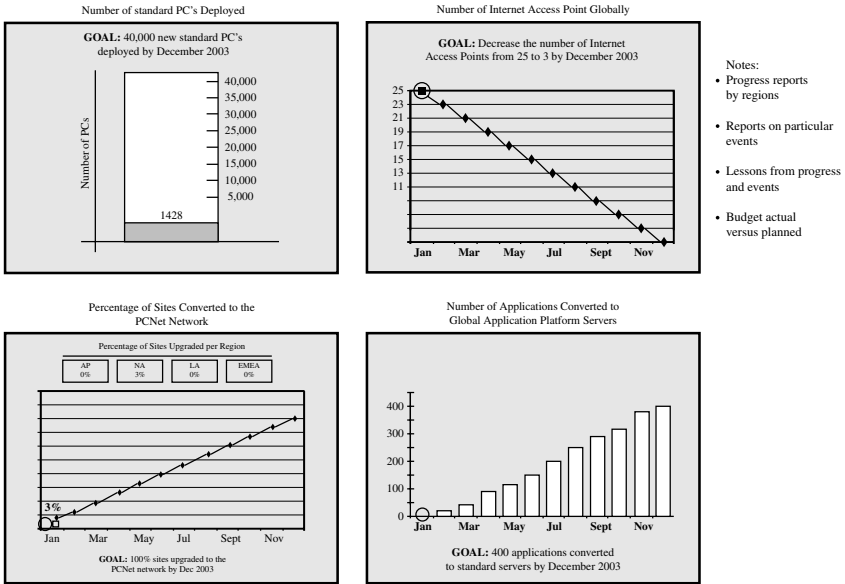 Number of standard PC's Deployed
GOAL: 40,000 new standard PC's
deployed by December 2003
Number of PCs
40,000
35,000
30,000
25,000
20,000
15,000
10,000
5,000
1428
Number of Internet Access Point Globally
GOAL: Decrease the number of Internet
Access Points from 25 to 3 by December 2003
25
23
21
19
17
15
13
11
Jan Mar May Jul Sept Nov
Notes:
• Progress reports
by regions
• Reports on particular
events
• Lessons from progress
and events
• Budget actual
versus planned
Percentage of Sites Converted to the
PCNet Network
Percentage of Sites Upgraded per Region
AP NA LA EMEA
0% 3% 0% 0%
3%
Jan Mar May Jul Sept Nov
GOAL: 100% sites upgraded to the
PCNet network by Dec 2003
Number of Applications Converted to
Global Application Platform Servers
400
300
200
100
0
Jan Mar May Jul Sept Nov
GOAL: 400 applications converted
to standard servers by December 2003